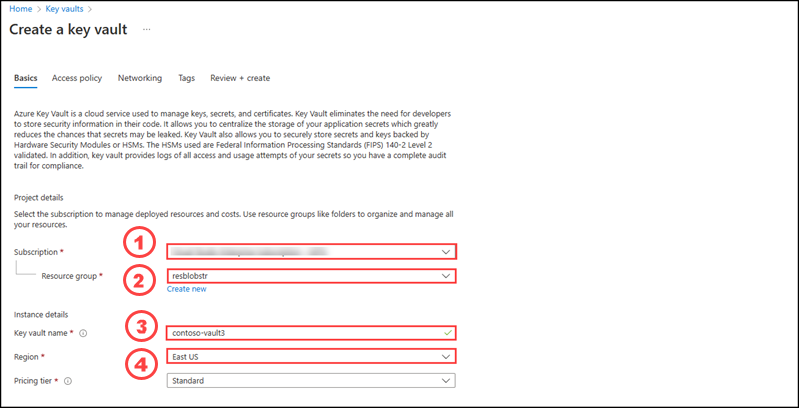 Home > Key vaults >
Create a key vault ...
Basics Access policy Networking Tags Review + create
Azure Key Vault is a cloud service used to manage keys, secrets, and certificates. Key Vault eliminates the need for developers
to store security information in their code. It allows you to centralize the storage of your application secrets which greatly
reduces the chances that secrets may be leaked. Key Vault also allows you to securely store secrets and keys backed by
Hardware Security Modules or HSMs. The HSMs used are Federal Information Processing Standards (FIPS) 140-2 Level 2
validated. In addition, key vault provides logs of all access and usage attempts of your secrets so you have a complete audit
trail for compliance.
Project details
Select the subscription to manage deployed resources and costs. Use resource groups like folders to organize and manage all
your resources.
Subscription * 1
Resource group * 2 resblobstr
Create new
Instance details
Key vault name * 3 contoso-vault3
Region * 4 East US
Pricing tier * Standard